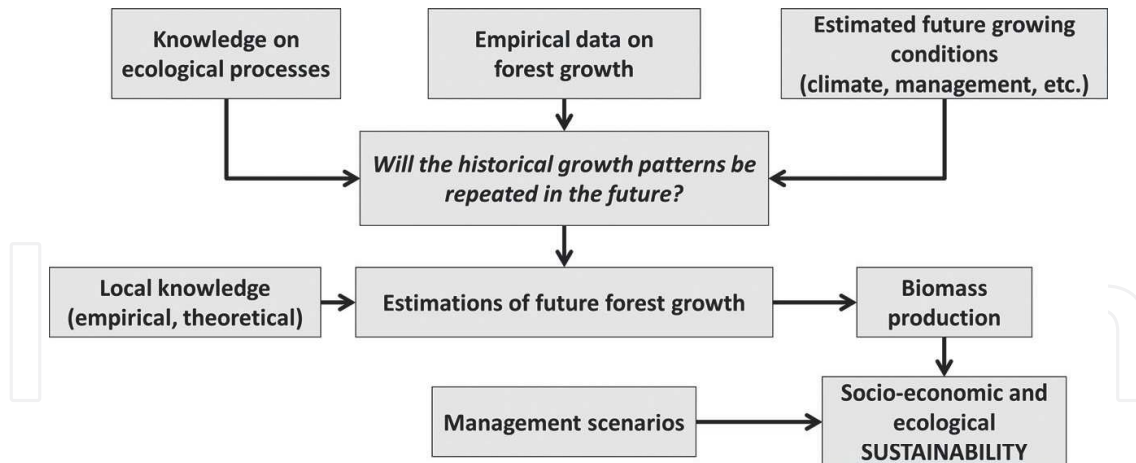 Knowledge on
ecological processes
Empirical data on
forest growth
Estimated future growing
conditions
(climate, management, etc.)
Will the historical growth patterns be
repeated in the future?
Local knowledge
(empirical, theoretical)
Estimations of future forest growth
Biomass
production
Management scenarios
Socio-economic and
ecological
SUSTAINABILITY